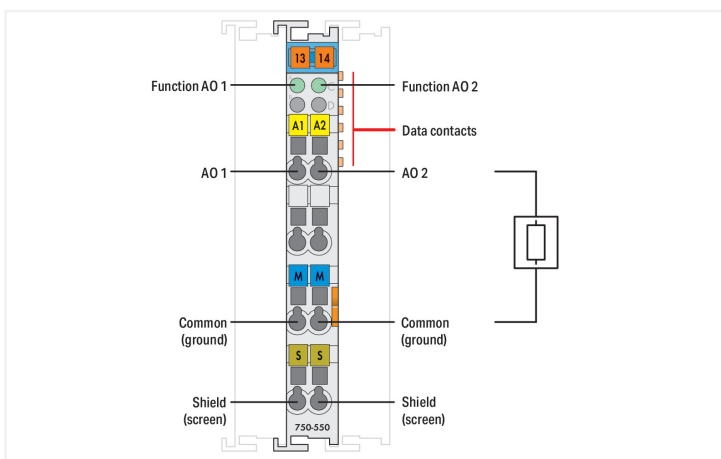 13 14
Function AO 1
Function AO 2
C
D
A1 A2
Data contacts
AO 1
AO 2
M M
Common
(ground)
Common
(ground)
S S
Shield
(screen)
Shield
(screen)
750-550